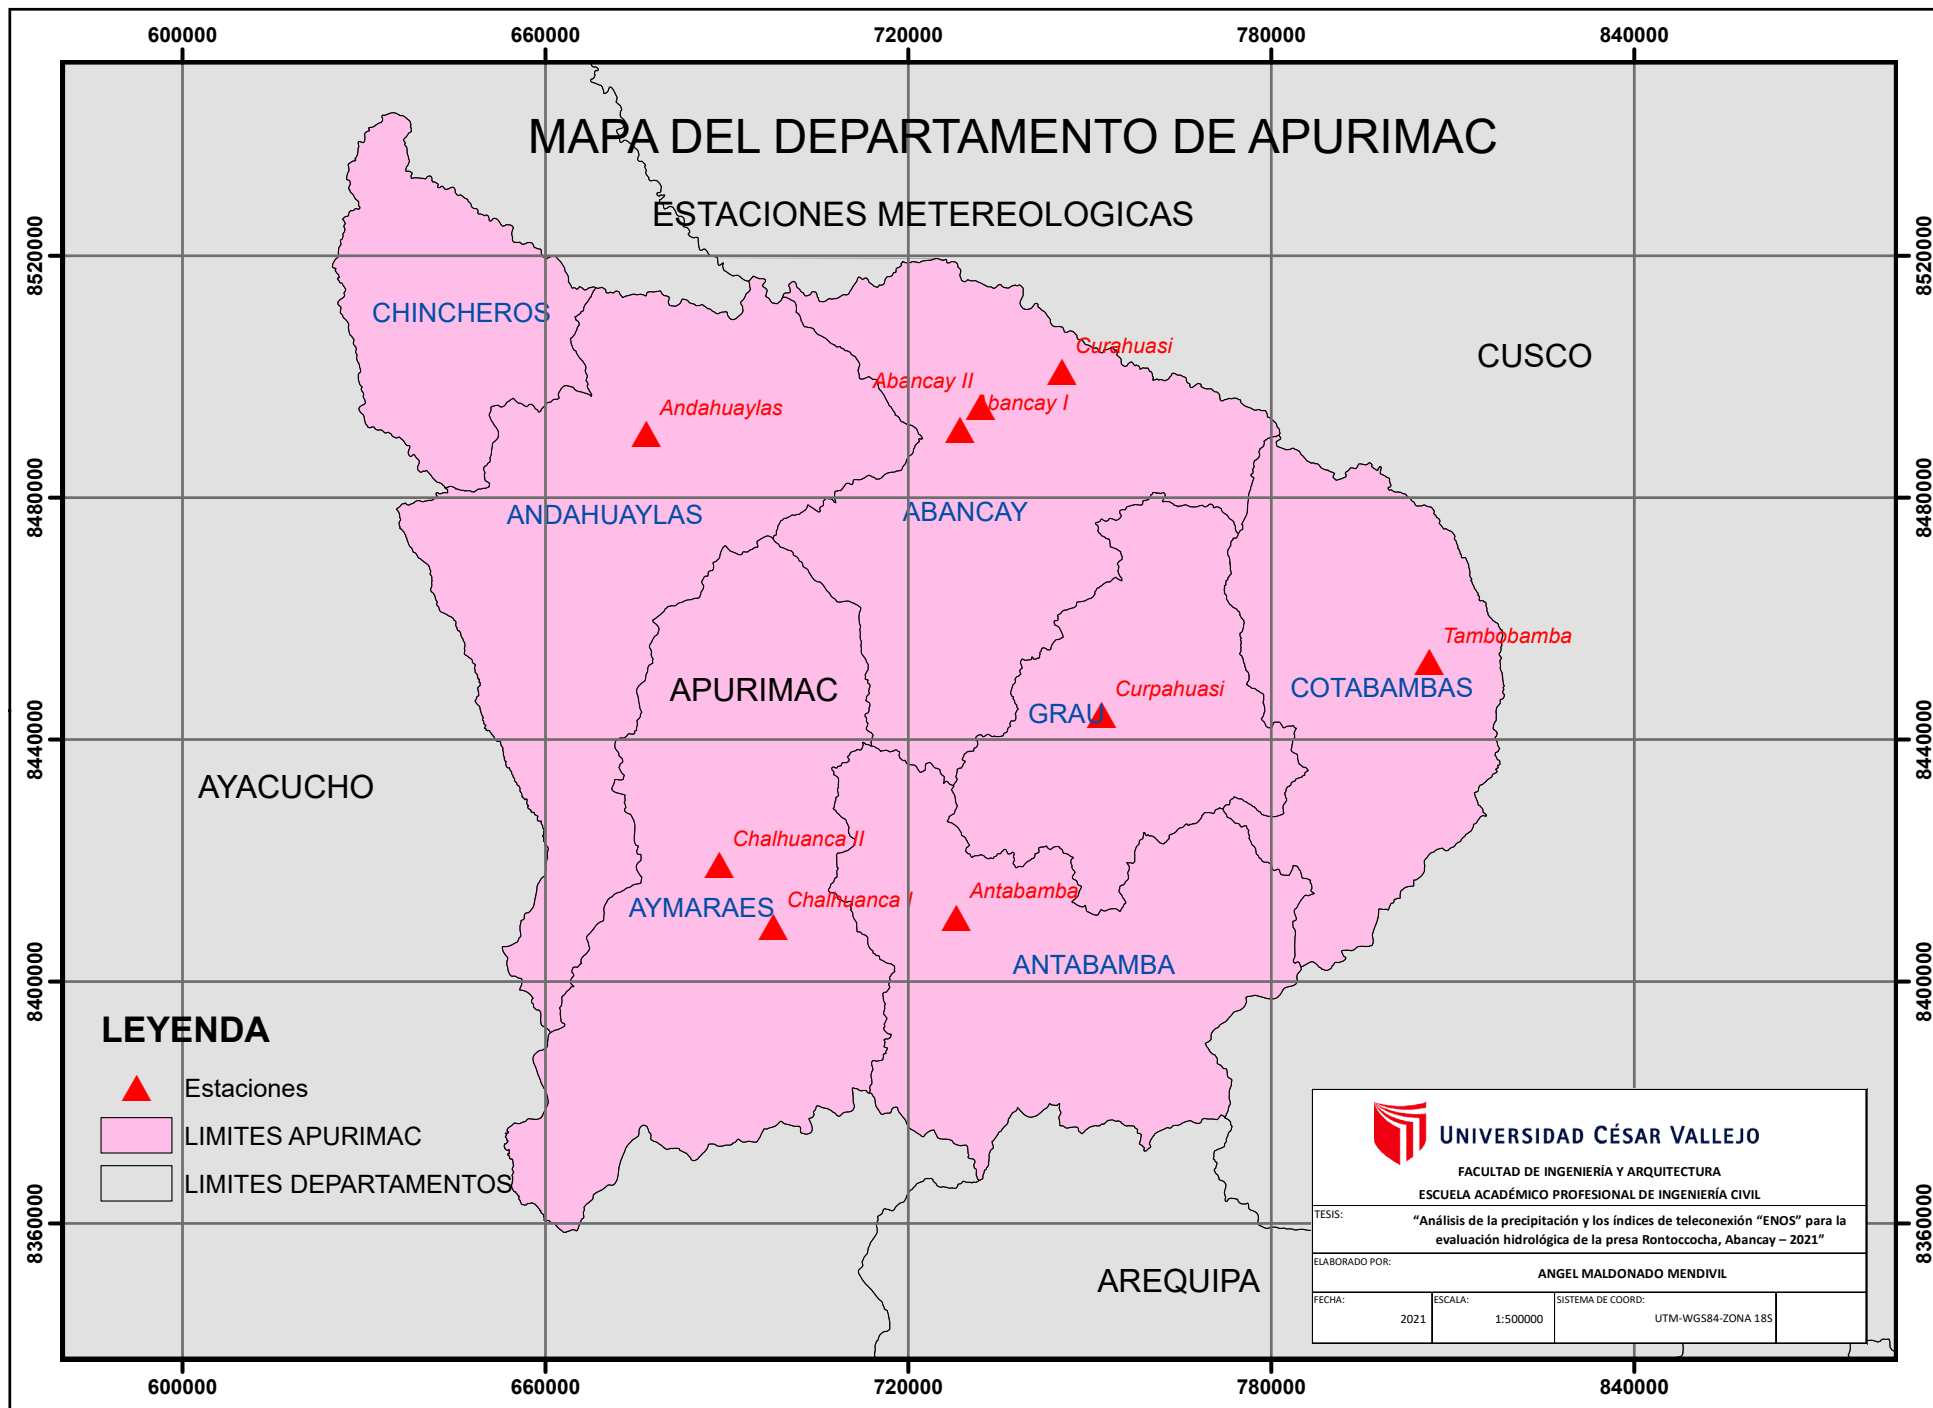 600000 660000 720000 780000 840000
MAPA DEL DEPARTAMENTO DE APURIMAC
ESTACIONES METEREOLOGICAS
8520000
8520000
CHINCHEROS
Curahuasi
CUSCO
Abancay II
Abancay I
Andahuaylas
8480000
8480000
ANDAHUAYLAS
ABANCAY
Tambobamba
APURIMAC
Curpahuasi
COTABAMBAS
GRAU
8440000
8440000
AYACUCHO
Chalhuanca II
Chalhuanca I
Antabamba
AYMARAES
ANTABAMBA
8400000
8400000
LEYENDA
Estaciones
LIMITES APURIMAC
LIMITES DEPARTAMENTOS
8360000
8360000
AREQUIPA
UNIVERSIDAD CÉSAR VALLEJO
FACULTAD DE INGENIERÍA Y ARQUITECTURA
ESCUELA ACADÉMICO PROFESIONAL DE INGENIERÍA CIVIL
TESIS:
“Análisis de la precipitación y los índices de teleconexión “ENOS” para la
evaluación hidrológica de la presa Rontoccocha, Abancay – 2021”
ELABORADO POR:
ANGEL MALDONADO MENDIVIL
FECHA:
2021
ESCALA:
1:500000
SISTEMA DE COORD:
UTM-WGS84-ZONA 18S
600000 660000 720000 780000 840000